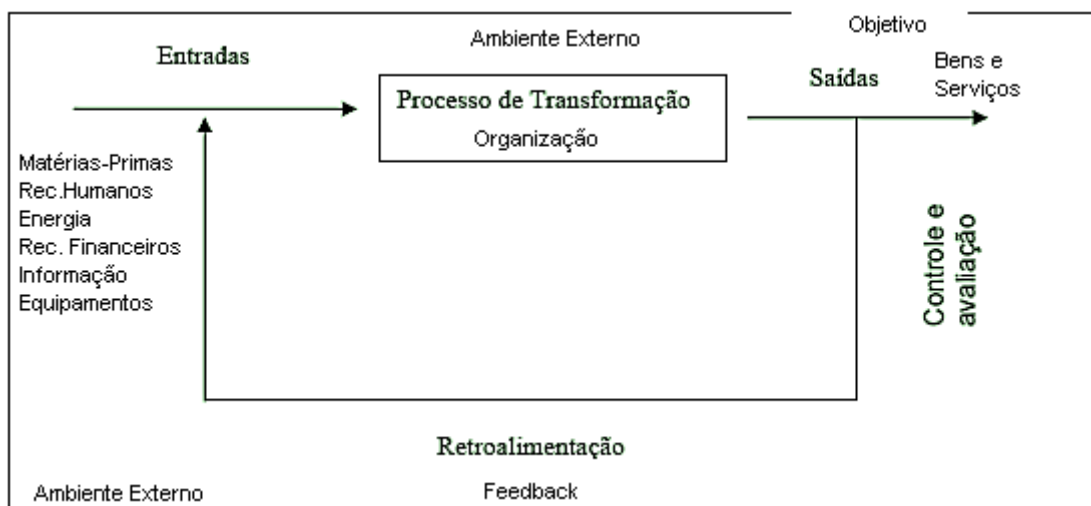 Objetivo
Ambiente Externo
Entradas
Saídas
Bens e
Serviços
Processo de Transformação
Organização
Matérias-Primas
Rec.Humanos
Energia
Rec. Financeiros
Informação
Equipamentos
Controle e
avaliação
Retroalimentação
Feedback
Ambiente Externo